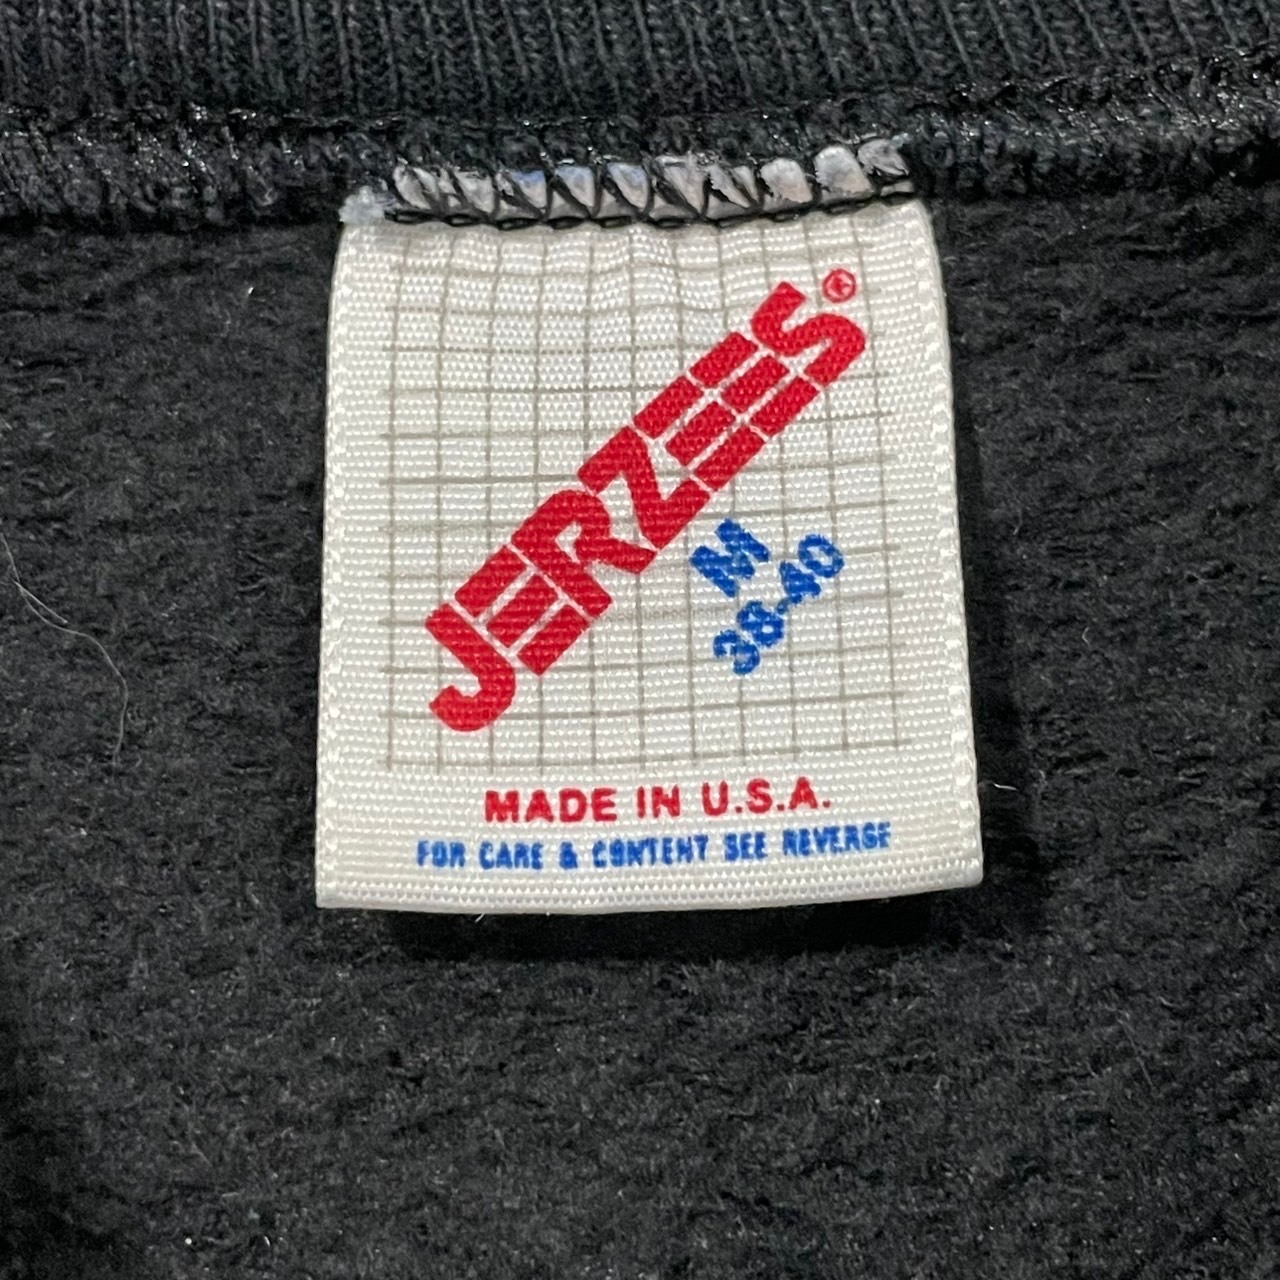 JERZEES®
M
38-40
MADE IN U.S.A.
FOR CARE & CONTENT SEE REVERSE